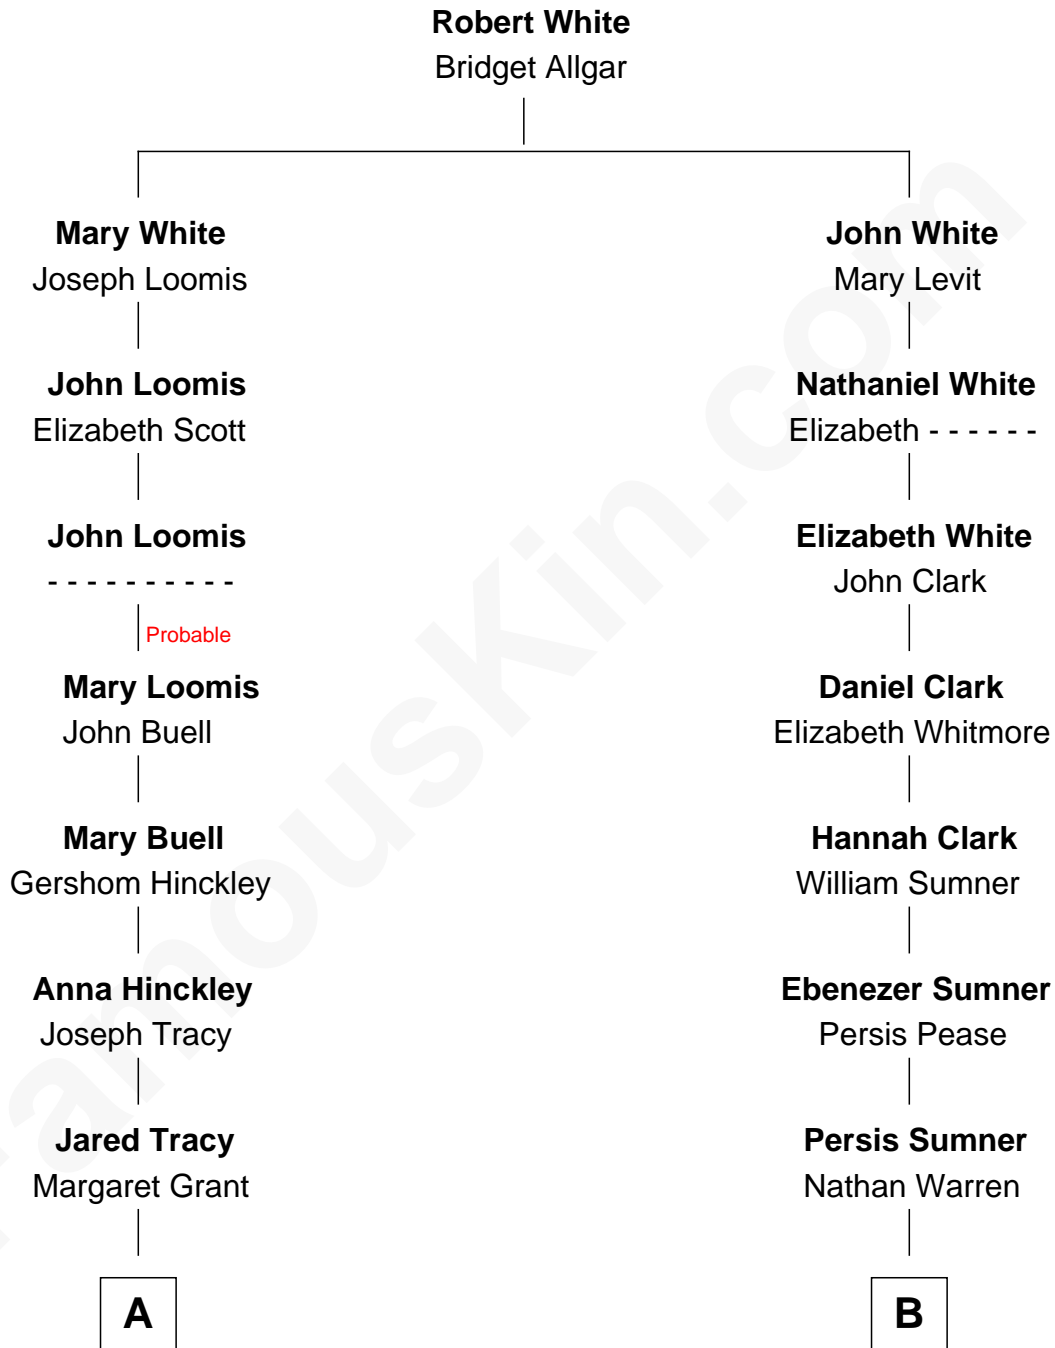 Robert White
Bridget Allgar
Mary White
Joseph Loomis
John White
Mary Levit
John Loomis
Elizabeth Scott
Nathaniel White
Elizabeth - - - - - -
John Loomis
- - - - - - - - - -
Elizabeth White
John Clark
Probable
Mary Loomis
John Buell
Daniel Clark
Elizabeth Whitmore
Mary Buell
Gershom Hinckley
Hannah Clark
William Sumner
Anna Hinckley
Joseph Tracy
Ebenezer Sumner
Persis Pease
Jared Tracy
Margaret Grant
Persis Sumner
Nathan Warren
A
B
FamousKin.com